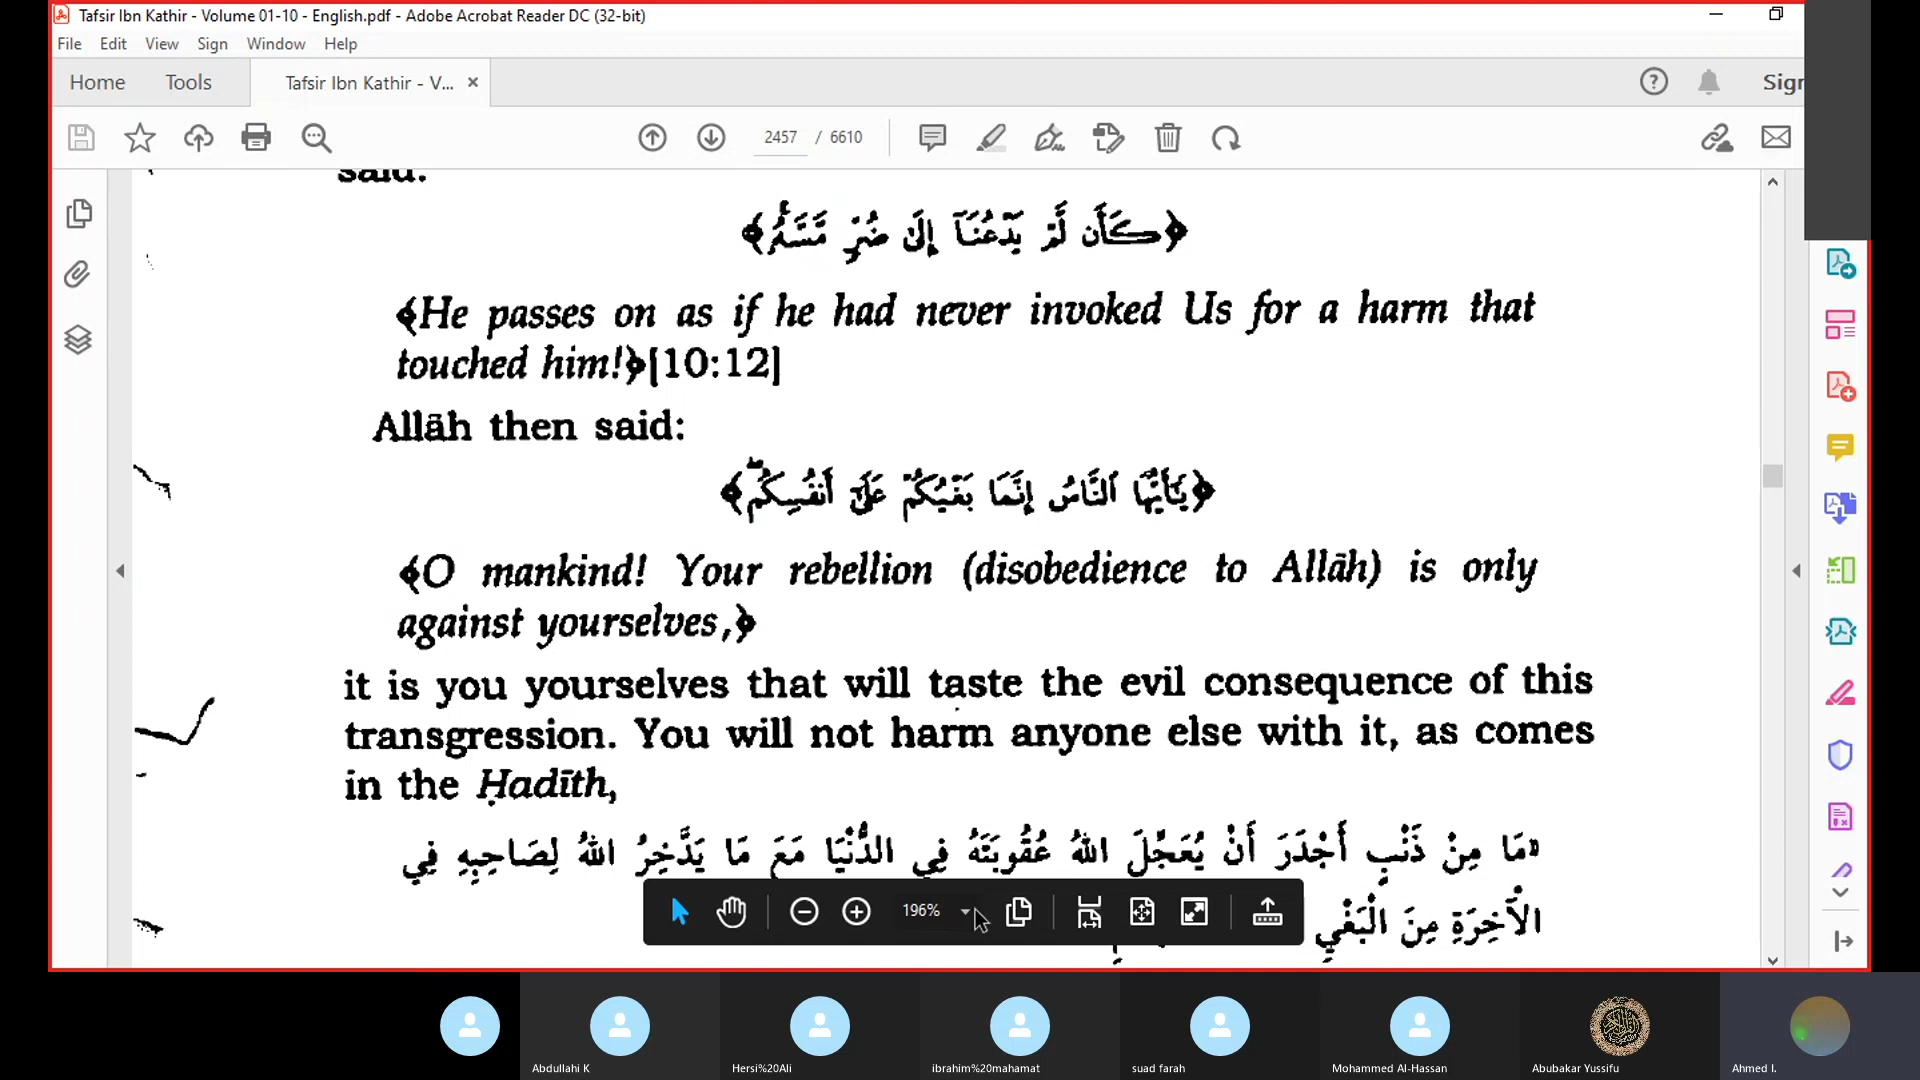 Tafsir Ibn Kathir - Volume 01-10 - English.pdf - Adobe Acrobat Reader DC (32-bit)
File Edit View Sign Window Help
Home Tools Tafsir Ibn Kathir - V... Sign
2457 / 6610
said:
﴿كَأَن لَّمْ يَدْعُنَآ إِلَىٰ ضُرٍّ مَّسَّهُۥ﴾
﴾He passes on as if he had never invoked Us for a harm that
touched him!﴿[10:12]
Allāh then said:
﴿يَٰٓأَيُّهَا ٱلنَّاسُ إِنَّمَا بَغْيُكُمْ عَلَىٰٓ أَنفُسِكُم﴾
﴾O mankind! Your rebellion (disobedience to Allāh) is only
against yourselves,﴿
it is you yourselves that will taste the evil consequence of this
transgression. You will not harm anyone else with it, as comes
in the Ḥadīth,
«مَا مِنْ ذَنْبٍ أَجْدَرَ أَنْ يُعَجِّلَ اللهُ عُقُوبَتَهُ فِي الدُّنْيَا مَعَ مَا يَدَّخِرُ اللهُ لِصَاحِبِهِ فِي
الْآخِرَةِ مِنَ الْبَغْيِ
196%
Abdullahi K
Hersi%20Ali
ibrahim%20mahamat
suad farah
Mohammed Al-Hassan
Abubakar Yussifu
Ahmed I.